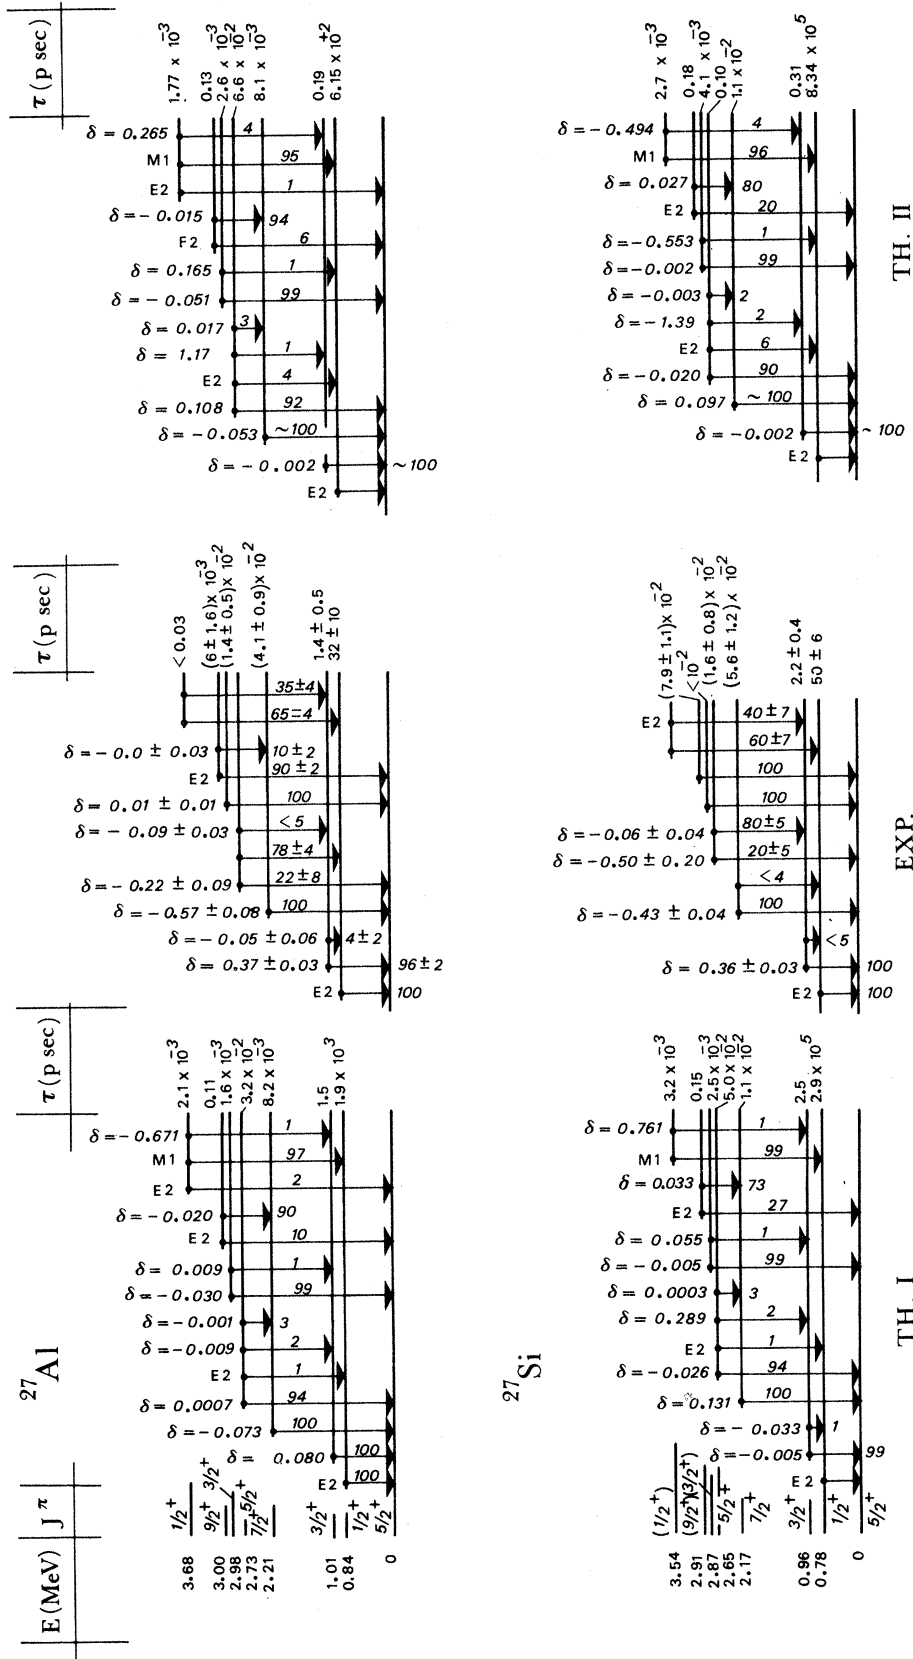 E(MeV) J π
27Al
τ(p sec)
3.68 1/2+
3.00 9/2+
2.98 3/2+
2.73 5/2+
2.21 7/2+
1.01 3/2+
0.84 1/2+
0 5/2+
E2 100
δ = 0.080 100
δ = -0.073 100
δ = 0.0007 94
E2 1
δ = -0.009 2
δ = -0.001 3
δ = -0.030 99
δ = 0.009 1
E2 10
δ = -0.020 90
E2 2
M1 97
δ = -0.671 1
2.1 x 10-3
0.11
1.6 x 10-3
3.2 x 10-2
8.2 x 10-3
1.5
1.9 x 103
τ(p sec)
E2 100
δ = 0.37 ± 0.03 96±2
δ = -0.05 ± 0.06 4±2
δ = -0.57 ± 0.08 100
δ = -0.22 ± 0.09 22±8
78±4
δ = -0.09 ± 0.03 <5
δ = 0.01 ± 0.01 100
E2 90±2
δ = -0.0 ± 0.03 10±2
65=4
35±4
<0.03
(6 ± 1.6) x 10-3
(1.4 ± 0.5) x 10-2
(4.1 ± 0.9) x 10-2
1.4 ± 0.5
32 ± 10
τ(p sec)
E2
δ = -0.002 ~100
δ = -0.053 ~100
δ = 0.108 92
E2 4
δ = 1.17 1
δ = 0.017 3
δ = -0.051 99
δ = 0.165 1
F2 6
δ = -0.015 94
E2 1
M1 95
δ = 0.265 4
1.77 x 10-3
0.13
2.6 x 10-3
6.6 x 10-2
8.1 x 10-3
0.19
6.15 x 10+2
27Si
3.54 (1/2+)
2.91 (9/2+)
2.87 (3/2+)
2.65 5/2+
2.17 7/2+
0.96 3/2+
0.78 1/2+
0 5/2+
E2
δ = -0.005 99
δ = -0.033 1
δ = 0.131 100
δ = -0.026 94
E2 1
δ = 0.289 2
δ = 0.0003 3
δ = -0.005 99
δ = 0.055 1
E2 27
δ = 0.033 73
M1 99
δ = 0.761 1
3.2 x 10-3
0.15
2.5 x 10-3
5.0 x 10-2
1.1 x 10-2
2.5
2.9 x 105
TH. I
E2 100
δ = 0.36 ± 0.03 100
<5
δ = -0.43 ± 0.04 100
<4
δ = -0.50 ± 0.20 20±5
δ = -0.06 ± 0.04 80±5
100
100
60±7
E2 40±7
(7.9 ± 1.1) x 10-2
<10-2
(1.6 ± 0.8) x 10-2
(5.6 ± 1.2) x 10-2
2.2 ± 0.4
50 ± 6
EXP.
E2
δ = -0.002 ~100
δ = 0.097 ~100
δ = -0.020 90
E2 6
δ = -1.39 2
δ = -0.003 2
δ = -0.002 99
δ = -0.553 1
E2 20
δ = 0.027 80
M1 96
δ = -0.494 4
2.7 x 10-3
0.18
4.1 x 10-3
0.10
1.1 x 10-2
0.31
8.34 x 105
TH. II